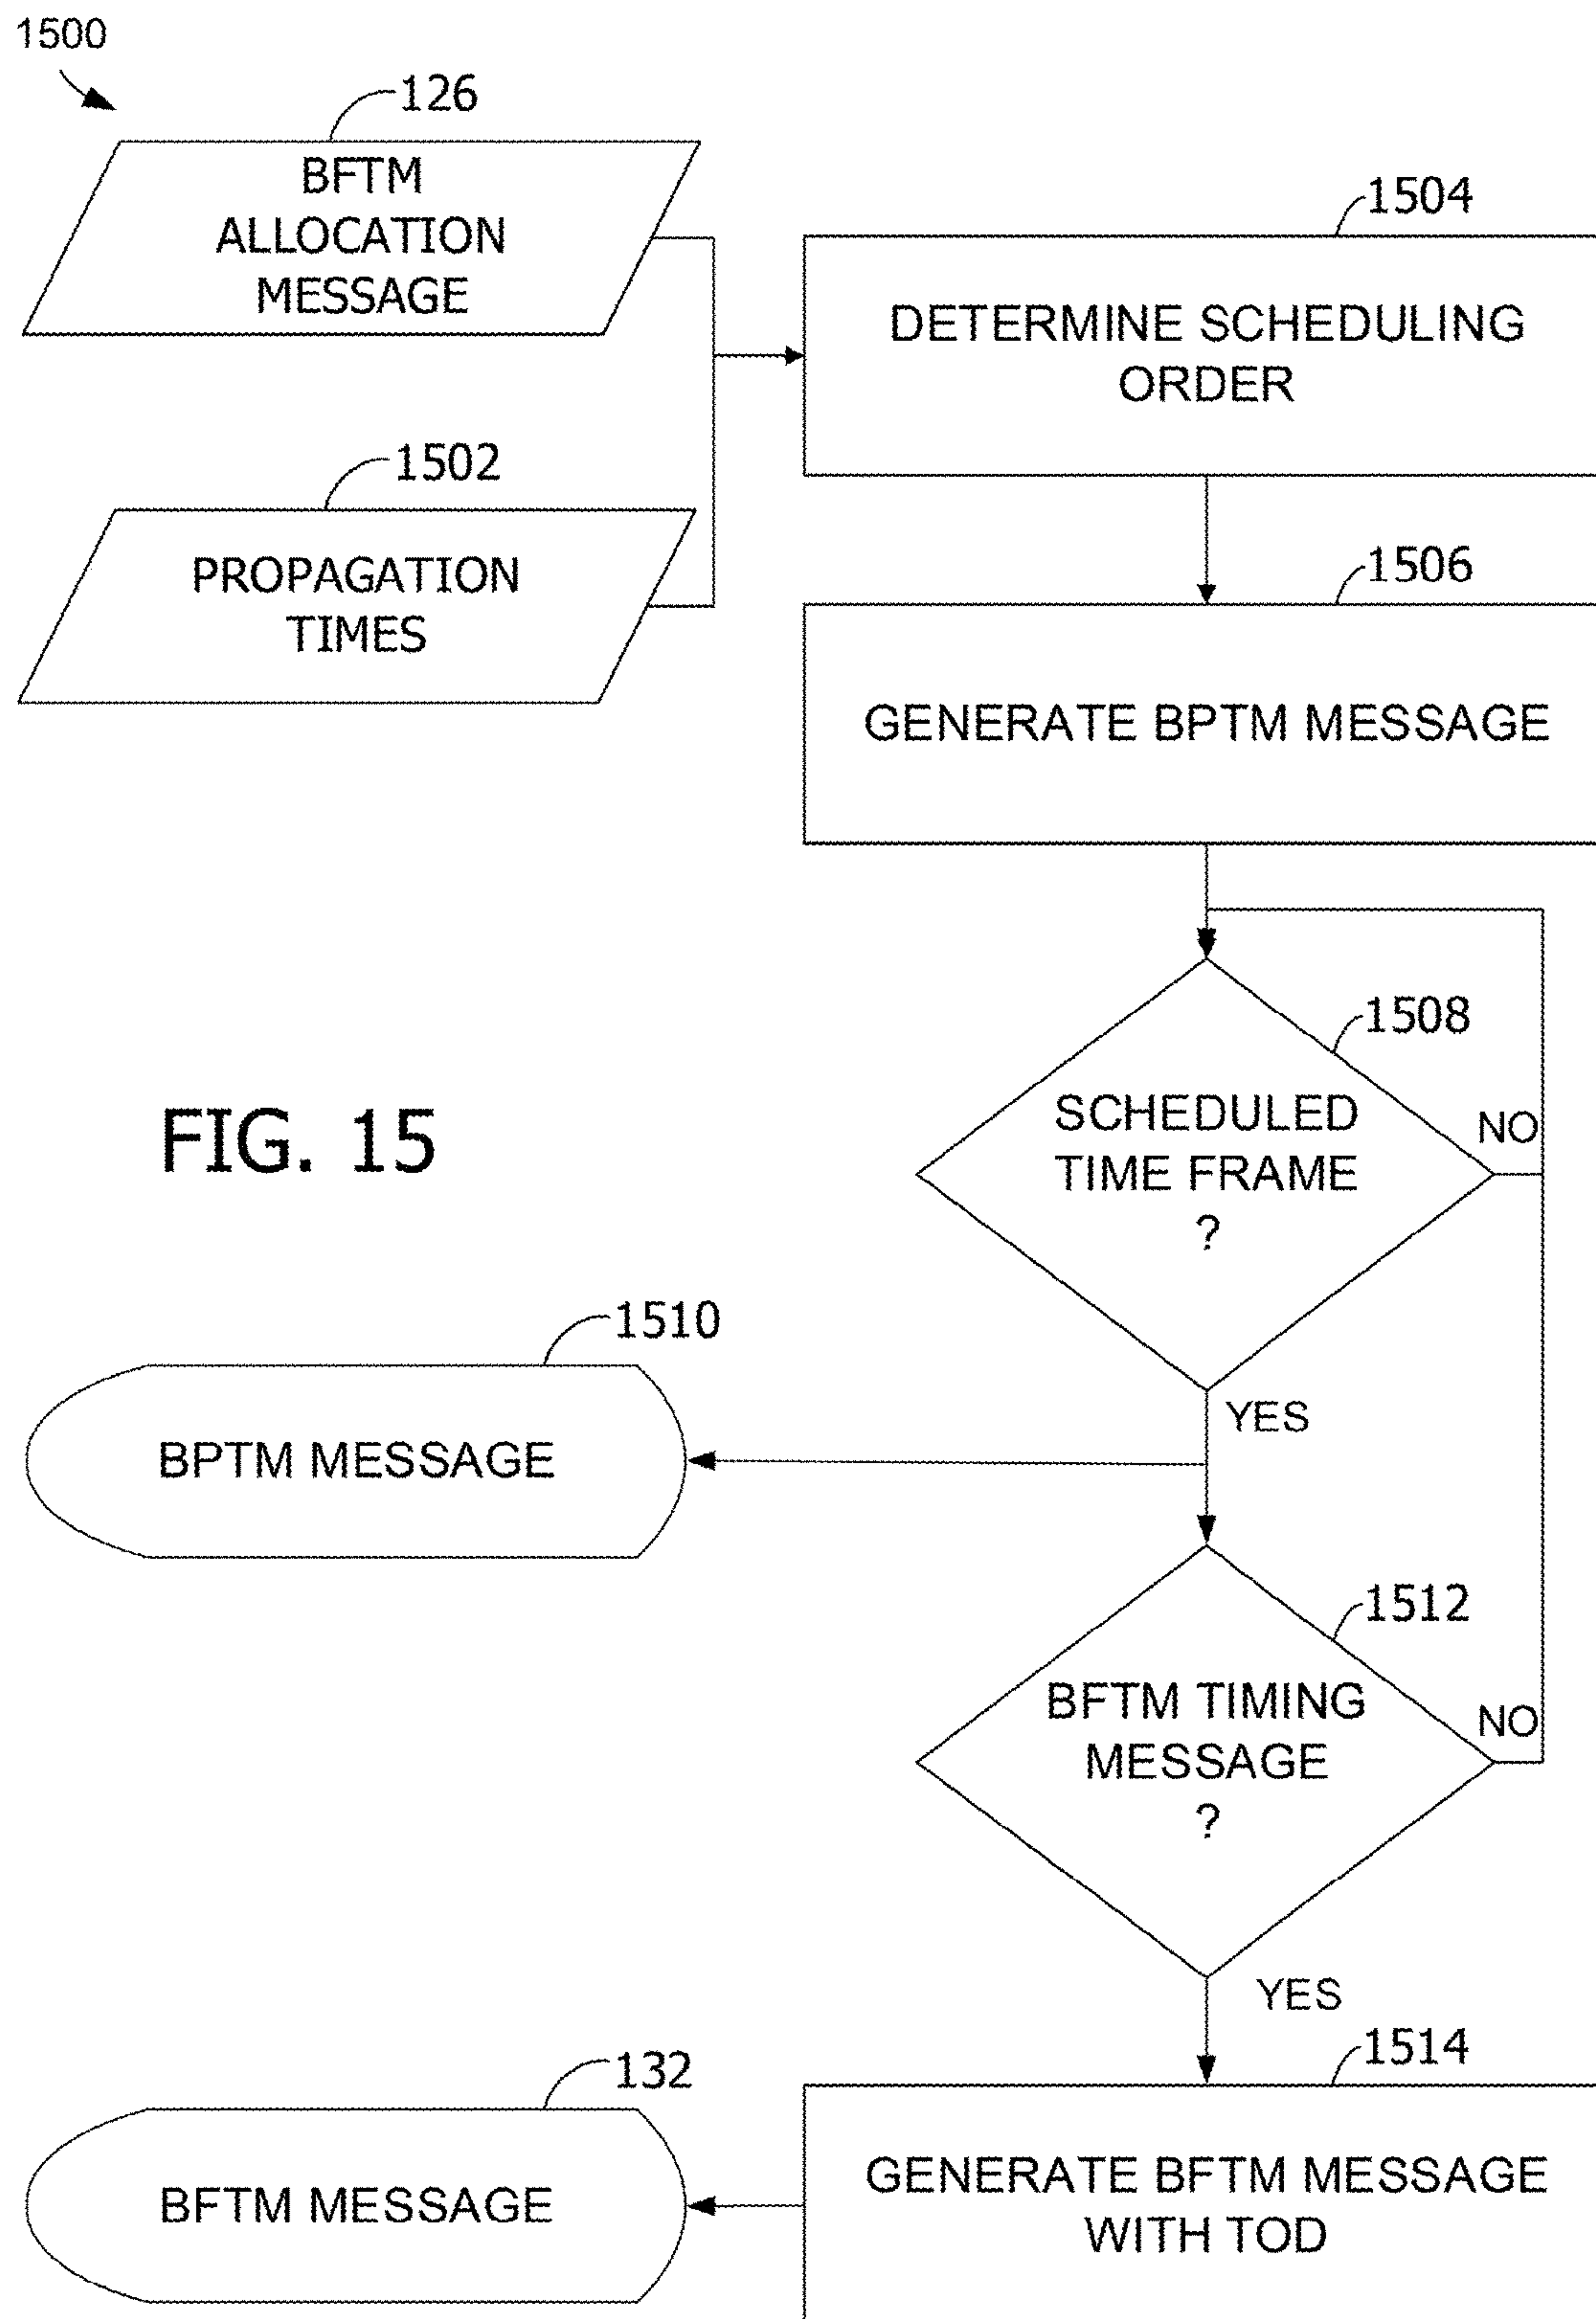 1500
126
BFTM
ALLOCATION
MESSAGE
1504
DETERMINE SCHEDULING
ORDER
1502
PROPAGATION
TIMES
1506
GENERATE BPTM MESSAGE
1508
SCHEDULED
TIME FRAME
?
NO
FIG. 15
YES
1510
BPTM MESSAGE
1512
BFTM TIMING
MESSAGE
?
NO
YES
1514
GENERATE BFTM MESSAGE
WITH TOD
132
BFTM MESSAGE